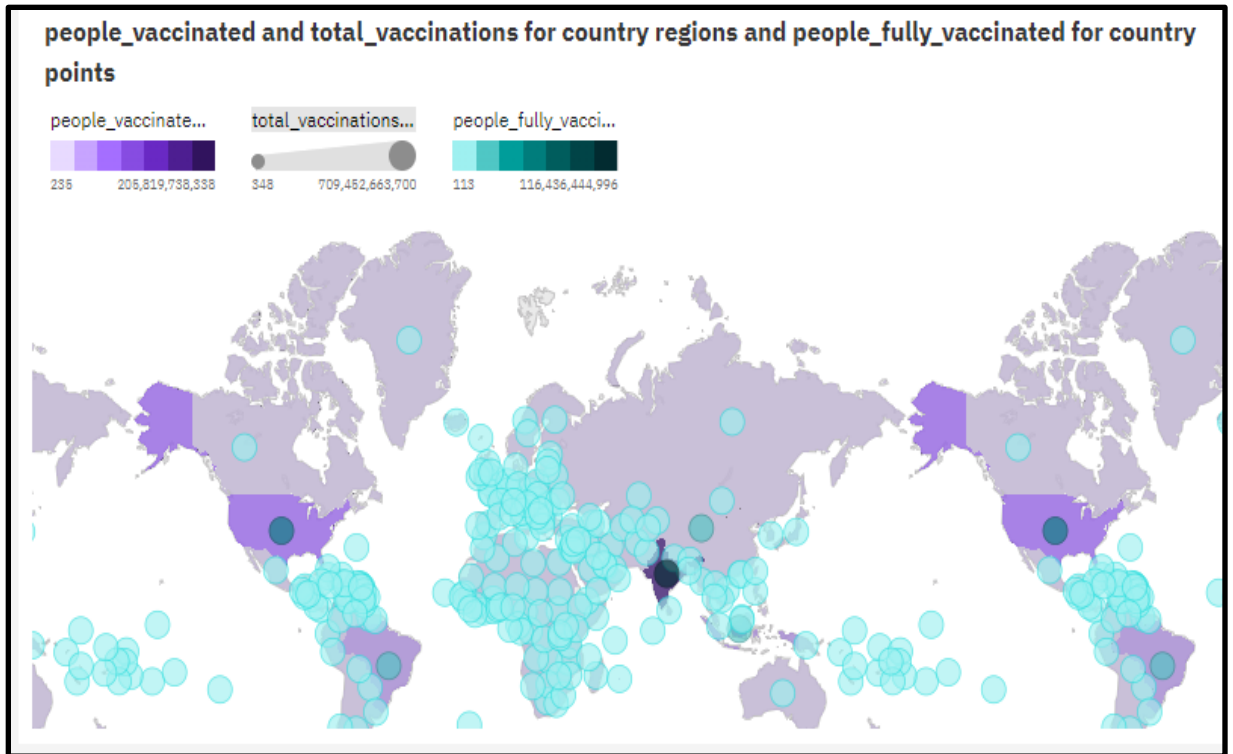 people_vaccinated and total_vaccinations for country regions and people_fully_vaccinated for country
points
people_vaccinate... total_vaccinations... people_fully_vacci...
235 205,819,738,338 348 709,452,663,700 113 116,436,444,996